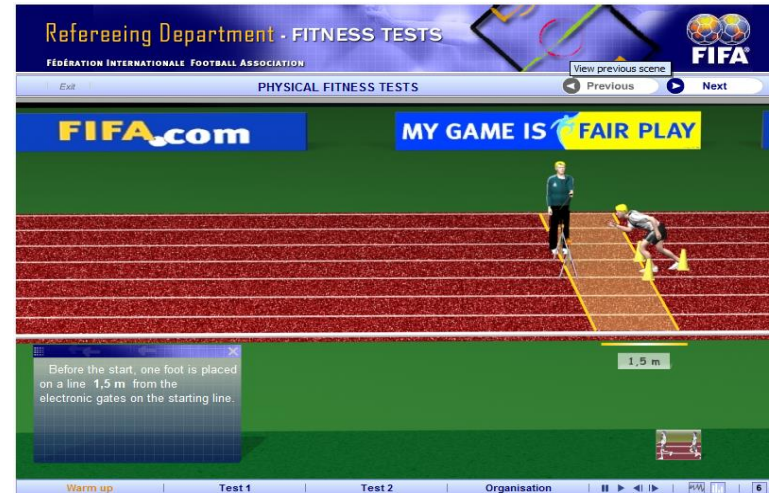 Refereeing Department - FITNESS TESTS
FÉDÉRATION INTERNATIONALE FOOTBALL ASSOCIATION
FIFA®
View previous scene
Exit
PHYSICAL FITNESS TESTS
Previous
Next
FIFA.com
MY GAME IS FAIR PLAY
1,5 m
Before the start, one foot is placed
on a line 1,5 m from the
electronic gates on the starting line.
Warm up | Test 1 | Test 2 | Organisation | 6